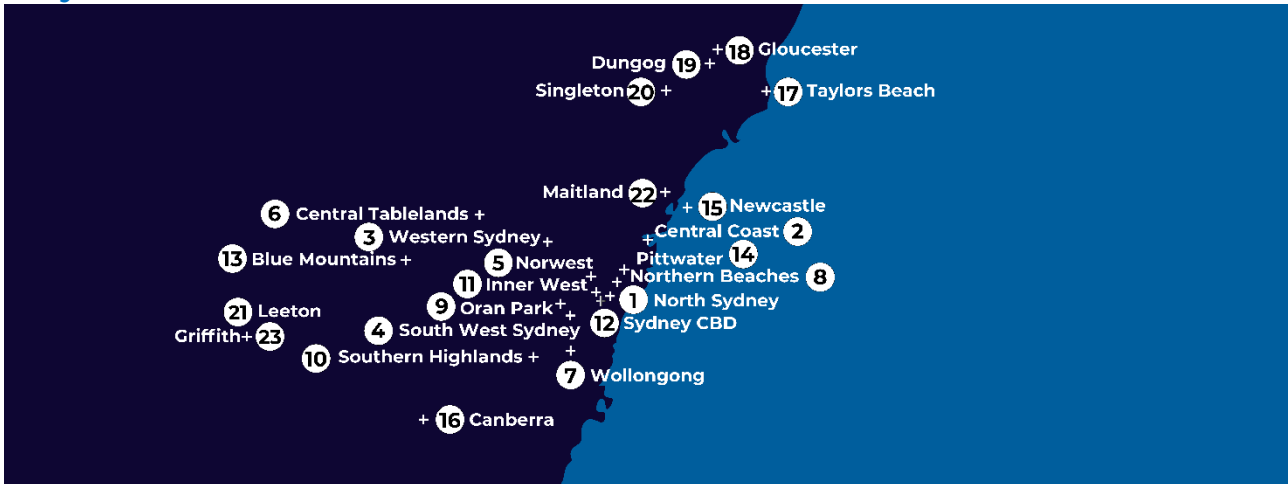 18 Gloucester
Dungog 19
Singleton 20
17 Taylors Beach
Maitland 22
15 Newcastle
6 Central Tablelands
Central Coast 2
3 Western Sydney
13 Blue Mountains
Pittwater 14
5 Norwest
Northern Beaches 8
11 Inner West
1 North Sydney
9 Oran Park
21 Leeton
12 Sydney CBD
4 South West Sydney
Griffith 23
10 Southern Highlands
7 Wollongong
16 Canberra